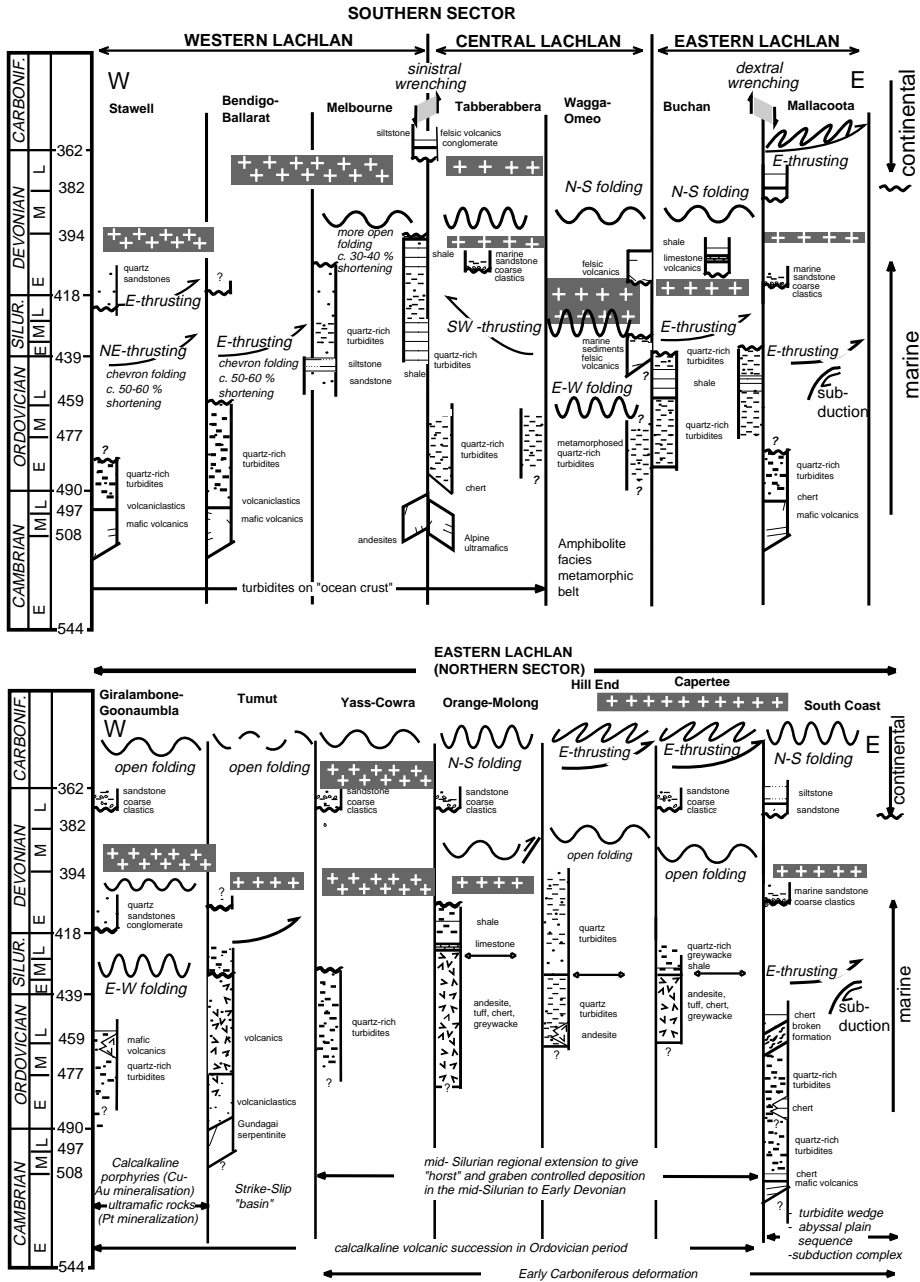 SOUTHERN SECTOR
WESTERN LACHLAN
CENTRAL LACHLAN
EASTERN LACHLAN
W
E
Stawell
Bendigo-
Ballarat
Melbourne
sinistral
wrenching
Tabberabbera
Wagga-
Omeo
Buchan
dextral
wrenching
Mallacoota
CARBONIF.
DEVONIAN
SILUR.
ORDOVICIAN
CAMBRIAN
L
M
E
E M L
L
M
E
M L
E
362
382
394
418
439
459
477
490
497
508
544
continental
marine
siltstone
felsic volcanics
conglomerate
E-thrusting
N-S folding
N-S folding
more open
folding
c. 30-40 %
shortening
shale
marine
sandstone
coarse
clastics
felsic
volcanics
shale
limestone
volcanics
marine
sandstone
coarse
clastics
quartz
sandstones
?
E-thrusting
NE-thrusting
chevron folding
c. 50-60 %
shortening
E-thrusting
chevron folding
c. 50-60 %
shortening
quartz-rich
turbidites
siltstone
sandstone
shale
SW -thrusting
quartz-rich
turbidites
marine
sediments
felsic
volcanics
E-W folding
?
E-thrusting
quartz-rich
turbidites
shale
quartz-rich
turbidites
E-thrusting
sub-
duction
?
quartz-rich
turbidites
volcaniclastics
mafic volcanics
quartz-rich
turbidites
volcaniclastics
mafic volcanics
quartz-rich
turbidites
chert
?
andesites
Alpine
ultramafics
metamorphosed
quartz-rich
turbidites
?
Amphibolite
facies
metamorphic
belt
?
quartz-rich
turbidites
chert
mafic volcanics
turbidites on "ocean crust"
EASTERN LACHLAN
(NORTHERN SECTOR)
Giralambone-
Goonaumbla
W
Tumut
Yass-Cowra
Orange-Molong
Hill End
Capertee
South Coast
E
CARBONIF.
DEVONIAN
SILUR.
ORDOVICIAN
CAMBRIAN
L
M
E
E M L
L
M
E
M L
E
362
382
394
418
439
459
477
490
497
508
544
continental
marine
open folding
open folding
N-S folding
E-thrusting
E-thrusting
N-S folding
sandstone
coarse
clastics
sandstone
coarse
clastics
sandstone
coarse
clastics
sandstone
coarse
clastics
siltstone
sandstone
open folding
open folding
quartz
sandstones
conglomerate
?
shale
limestone
quartz
turbidites
quartz-rich
greywacke
shale
marine sandstone
coarse clastics
E-W folding
E-thrusting
sub-
duction
mafic
volcanics
quartz-rich
turbidites
?
volcanics
volcaniclastics
Gundagai
serpentinite
?
quartz-rich
turbidites
?
andesite,
tuff, chert,
greywacke
?
quartz
turbidites
andesite
?
andesite,
tuff, chert,
greywacke
?
chert
broken
formation
quartz-rich
turbidites
chert
?
quartz-rich
turbidites
chert
mafic volcanics
?
Calcalkaline
porphyries (Cu-
Au mineralisation)
ultramafic rocks
(Pt mineralization)
Strike-Slip
"basin"
mid- Silurian regional extension to give
"horst" and graben controlled deposition
in the mid-Silurian to Early Devonian
- turbidite wedge
- abyssal plain
sequence
-subduction complex
calcalkaline volcanic succession in Ordovician period
Early Carboniferous deformation